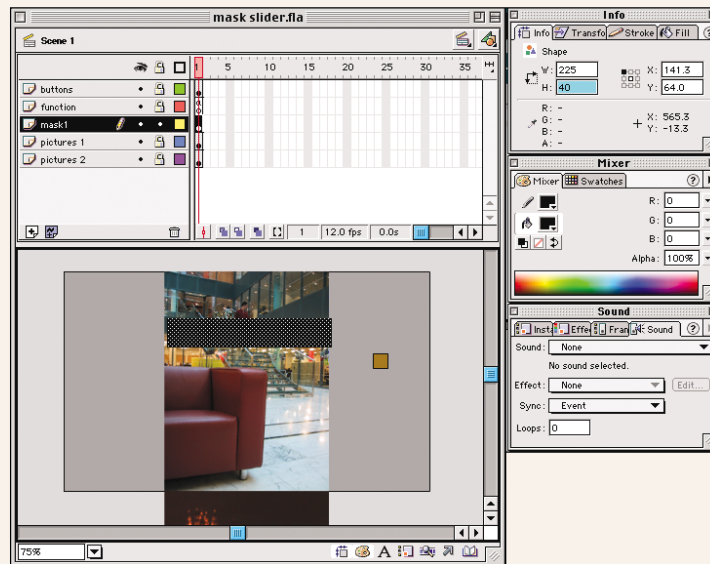 mask slider.fla
Scene 1
1 5 10 15 20 25 30 35
buttons
function
mask1
pictures 1
pictures 2
1 12.0 fps 0.0s
75%
Info
Info Transfo Stroke Fill ?
Shape
W: 225 X: 141.3
H: 40 Y: 64.0
R: -
G: - X: 565.3
B: - Y: -13.3
A: -
Mixer
Mixer Swatches ?
R: 0
G: 0
B: 0
Alpha: 100%
Sound
Inst Effe Fran Sound ?
Sound: None
No sound selected.
Effect: None Edit...
Sync: Event
Loops: 0